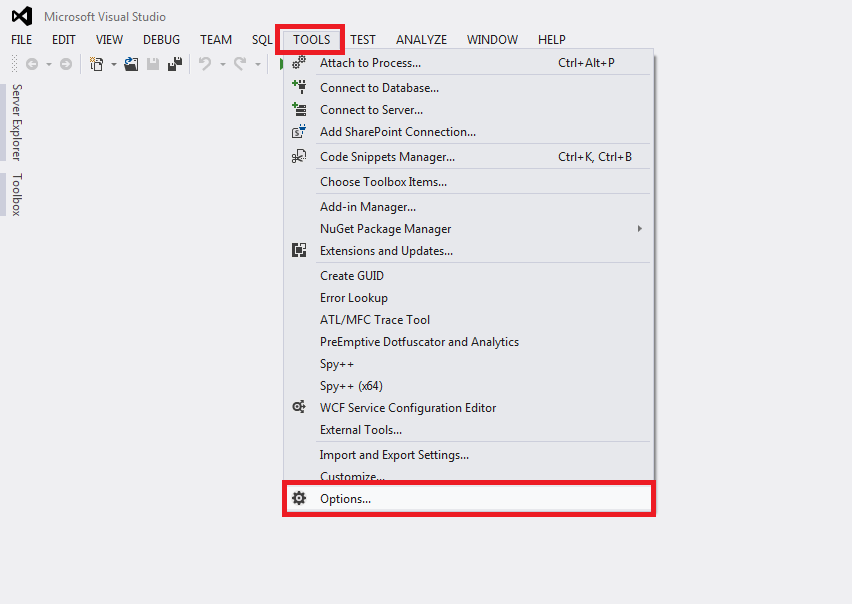 Microsoft Visual Studio
FILE EDIT VIEW DEBUG TEAM SQL TOOLS TEST ANALYZE WINDOW HELP
Server Explorer
Toolbox
Attach to Process... Ctrl+Alt+P
Connect to Database...
Connect to Server...
Add SharePoint Connection...
Code Snippets Manager... Ctrl+K, Ctrl+B
Choose Toolbox Items...
Add-in Manager...
NuGet Package Manager
Extensions and Updates...
Create GUID
Error Lookup
ATL/MFC Trace Tool
PreEmptive Dotfuscator and Analytics
Spy++
Spy++ (x64)
WCF Service Configuration Editor
External Tools...
Import and Export Settings...
Customize...
Options...